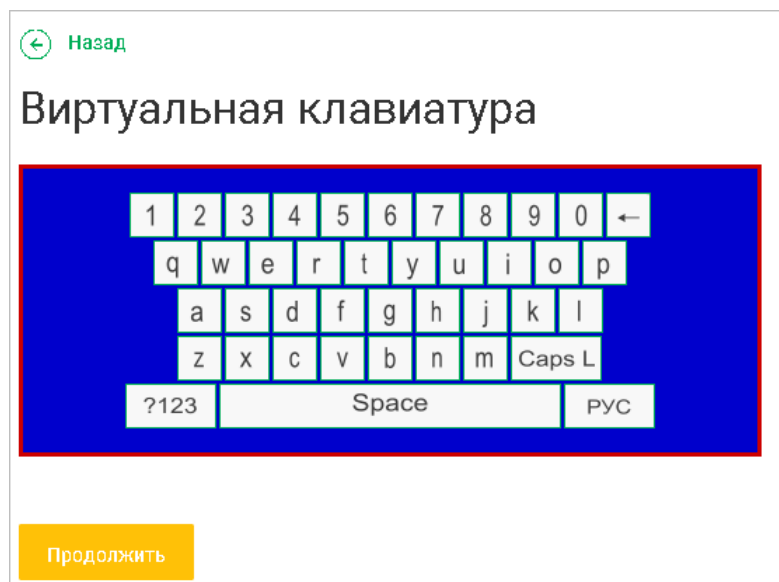 Назад
Виртуальная клавиатура
1 2 3 4 5 6 7 8 9 0 ←
q w e r t y u i o p
a s d f g h j k l
z x c v b n m Caps L
?123 Space РУС
Продолжить